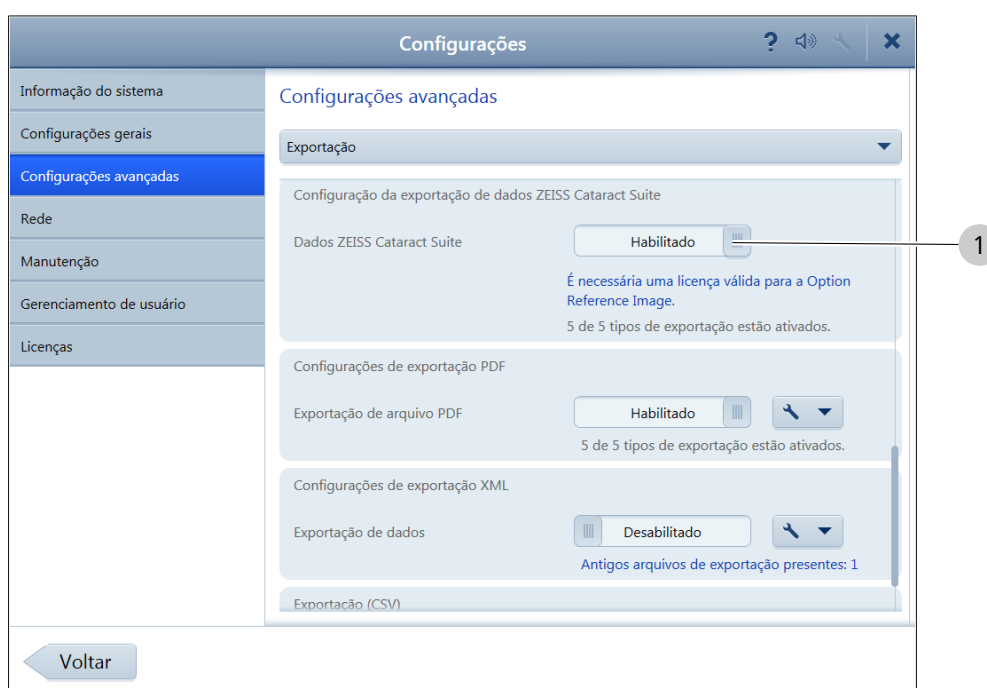 Configurações
?
Informação do sistema
Configurações gerais
Configurações avançadas
Rede
Manutenção
Gerenciamento de usuário
Licenças
Configurações avançadas
Exportação
Configuração da exportação de dados ZEISS Cataract Suite
Dados ZEISS Cataract Suite
Habilitado
1
É necessária uma licença válida para a Option
Reference Image.
5 de 5 tipos de exportação estão ativados.
Configurações de exportação PDF
Exportação de arquivo PDF
Habilitado
5 de 5 tipos de exportação estão ativados.
Configurações de exportação XML
Exportação de dados
Desabilitado
Antigos arquivos de exportação presentes: 1
Exportação (CSV)
Voltar